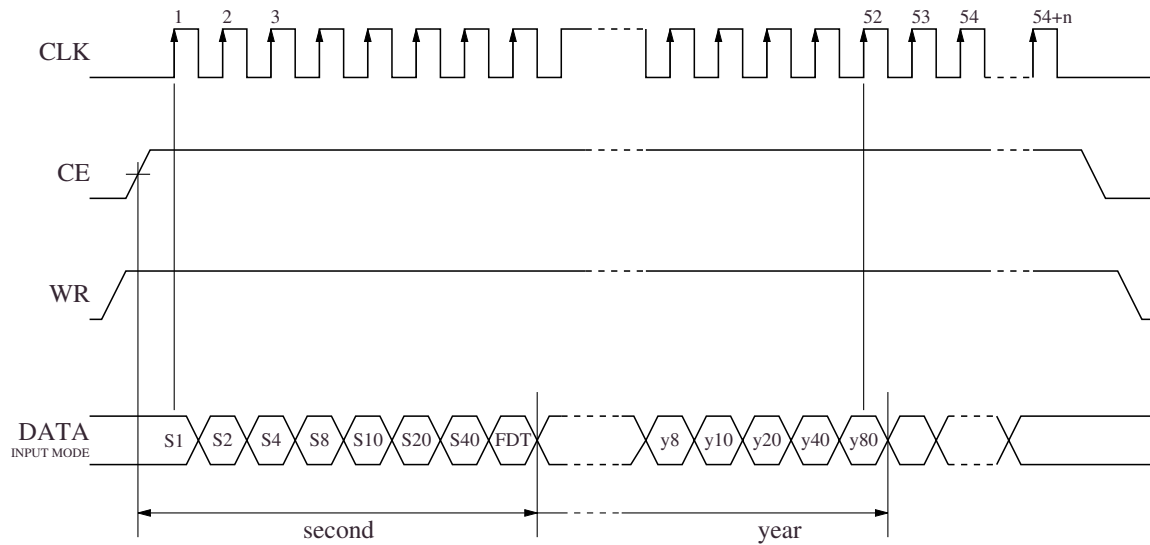 1 2 3 52 53 54 54+n
CLK
CE
WR
DATA
INPUT MODE
S1 S2 S4 S8 S10 S20 S40 FDT y8 y10 y20 y40 y80
second year